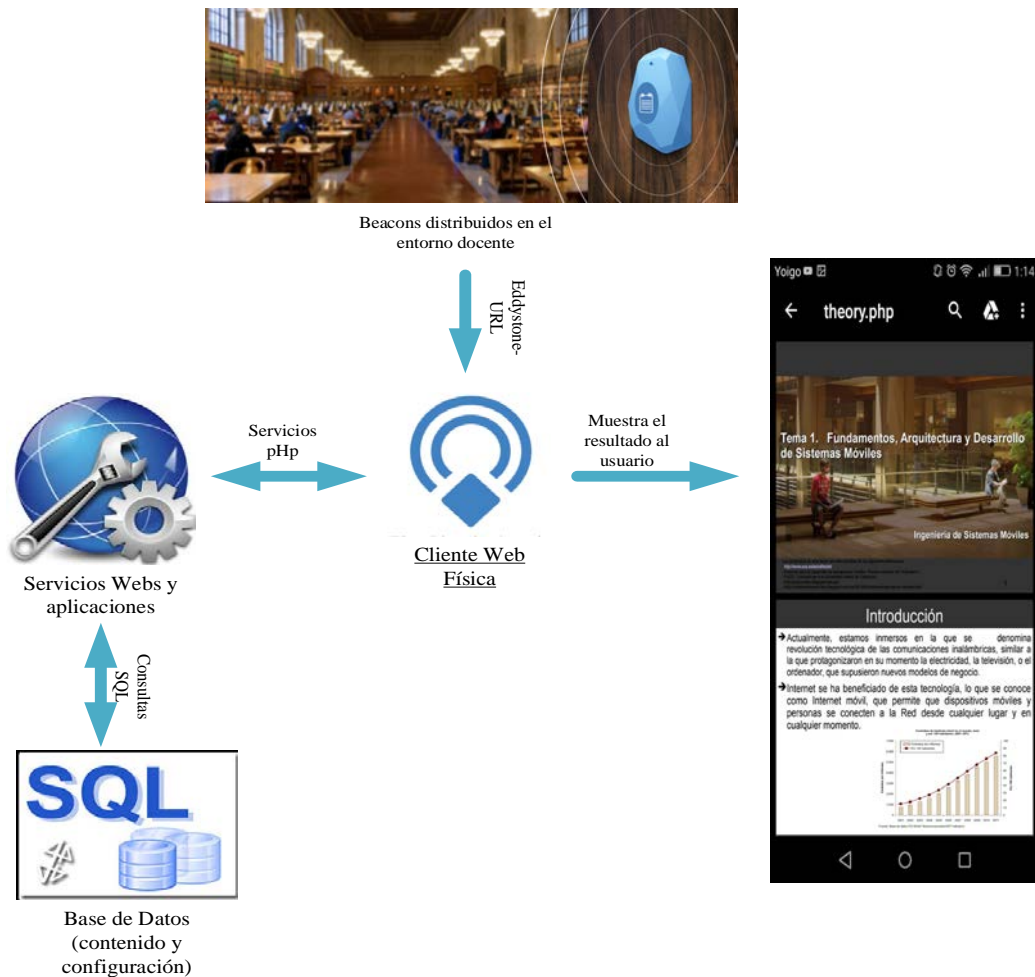 Beacons distribuidos en el
entorno docente
Eddystone-
URL
Yoigo
1:14
theory.php
Tema 1. Fundamentos, Arquitectura y Desarrollo
de Sistemas Móviles
Ingeniería de Sistemas Móviles
Servicios
pHp
Muestra el
resultado al
usuario
Cliente Web
Física
Servicios Webs y
aplicaciones
Consultas
SQL
SQL
Base de Datos
(contenido y
configuración)
Introducción
Actualmente, estamos inmersos en la que se denomina
revolución tecnológica de las comunicaciones inalámbricas, similar a
la que protagonizaron en su momento la electricidad, la televisión, o el
ordenador, que supusieron nuevos modelos de negocio.
Internet se ha beneficiado de esta tecnología, lo que se conoce
como Internet móvil, que permite que dispositivos móviles y
personas se conecten a la Red desde cualquier lugar y en
cualquier momento.